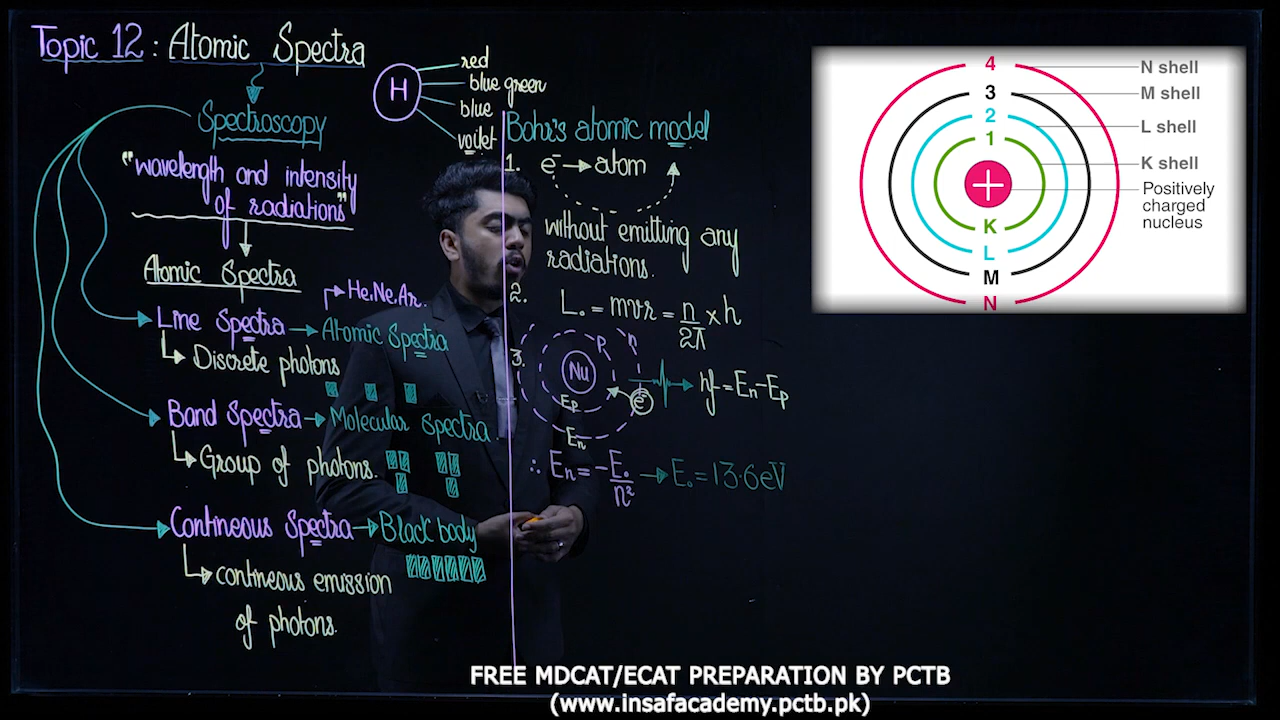 Topic 12 : Atomic Spectra
Spectroscopy
"wavelength and intensity
of radiations"
Atomic Spectra
He, Ne, Ar.
Line Spectra → Atomic Spectra
Discrete photons
Band Spectra → Molecular Spectra.
Group of photons.
Contineous Spectra → Black body
contineous emission
of photons.
H
red
blue green
blue
voilet
Bohr's atomic model
1. e⁻ → atom
without emitting any
radiations.
2. L₀ = mvr = n/2π × h
3. Nu
P
n
Ep
En
e⁻
hf = En - Ep
∴ En = -E₀/n² → E₀ = 13.6eV
4
3
2
1
K
L
M
N
N shell
M shell
L shell
K shell
Positively
charged
nucleus
FREE MDCAT/ECAT PREPARATION BY PCTB
(www.insafacademy.pctb.pk)